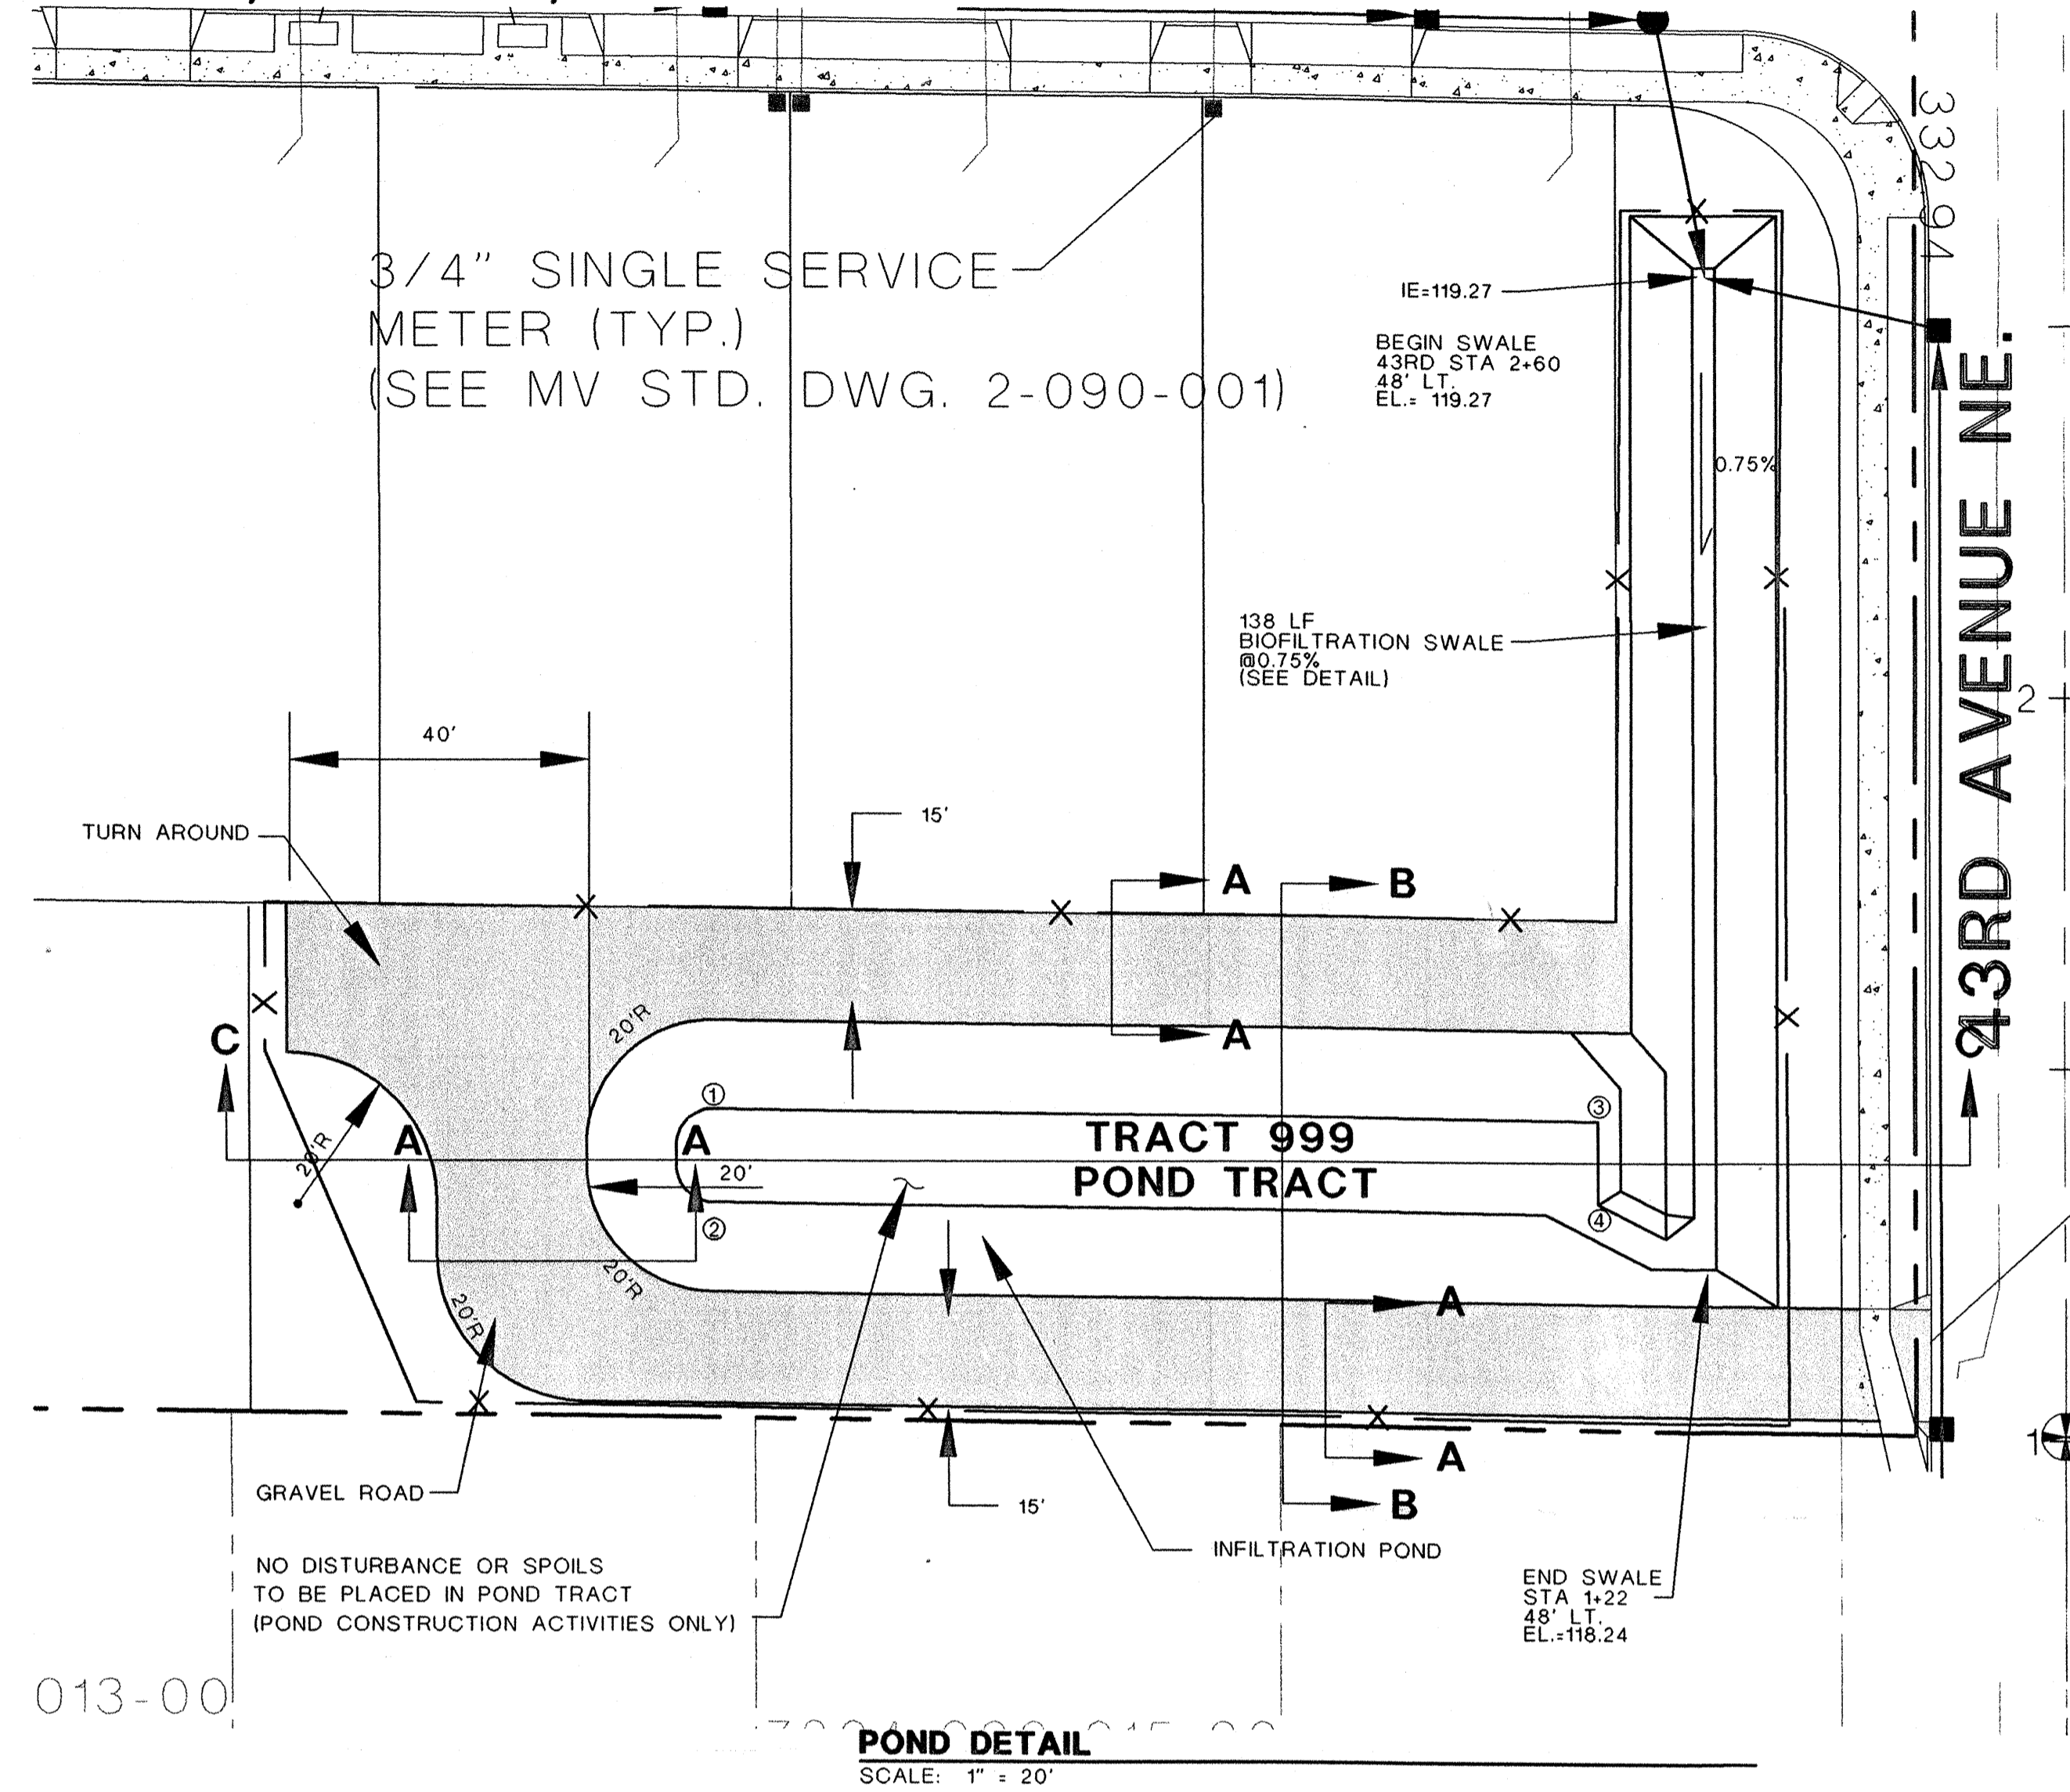 3/4" SINGLE SERVICE
METER (TYP.)
(SEE MV STD. DWG. 2-090-001)
IE=119.27
BEGIN SWALE
43RD STA 2+60
48' LT.
EL.= 119.27
0.75%
33294
43RD AVENUE NE.
2
138 LF
BIOFILTRATION SWALE
@0.75%
(SEE DETAIL)
40'
15'
TURN AROUND
A
B
C
20'R
A
C
20'R
A
A
20'
1
2
3
4
TRACT 999
POND TRACT
20'R
20'R
A
A
B
1
GRAVEL ROAD
15'
INFILTRATION POND
NO DISTURBANCE OR SPOILS
TO BE PLACED IN POND TRACT
(POND CONSTRUCTION ACTIVITIES ONLY)
END SWALE
STA 1+22
48' LT.
EL.=118.24
013-00
POND DETAIL
SCALE: 1" = 20'